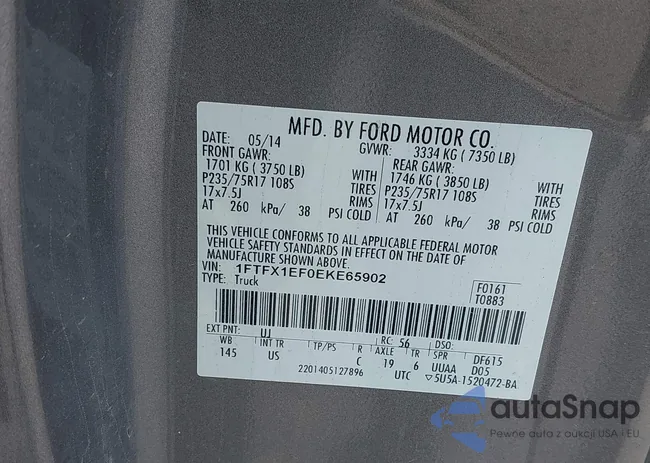 MFD. BY FORD MOTOR CO.
DATE: 05/14 GVWR: 3334 KG ( 7350 LB)
FRONT GAWR: REAR GAWR:
1701 KG ( 3750 LB) WITH 1746 KG ( 3850 LB) WITH
P235/75R17 108S TIRES P235/75R17 108S TIRES
17x7.5J RIMS 17x7.5J RIMS
AT 260 kPa/ 38 PSI COLD AT 260 kPa/ 38 PSI COLD
THIS VEHICLE CONFORMS TO ALL APPLICABLE FEDERAL MOTOR
VEHICLE SAFETY STANDARDS IN EFFECT ON THE DATE OF
MANUFACTURE SHOWN ABOVE.
VIN: 1FTFX1EF0EKE65902
TYPE: Truck
F0161
T0883
EXT PNT: UJ RC: 56 DSO:
WB INT TR TP/PS R AXLE TR SPR DF615
145 US C 19 6 UUAA D05
2201405127896 UTC ▽5U5A-1520472-BA
autaSnap
Pewne auta z aukcji USA i EU